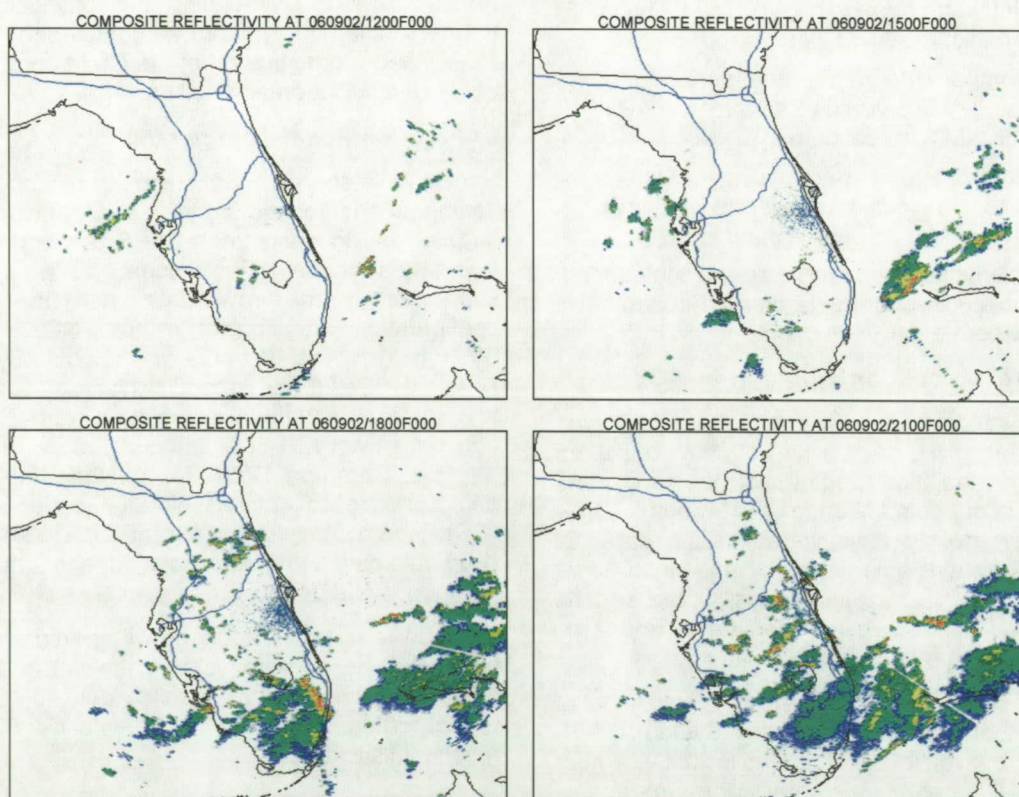 COMPOSITE REFLECTIVITY AT 060902/1200F000
COMPOSITE REFLECTIVITY AT 060902/1500F000
COMPOSITE REFLECTIVITY AT 060902/1800F000
COMPOSITE REFLECTIVITY AT 060902/2100F000